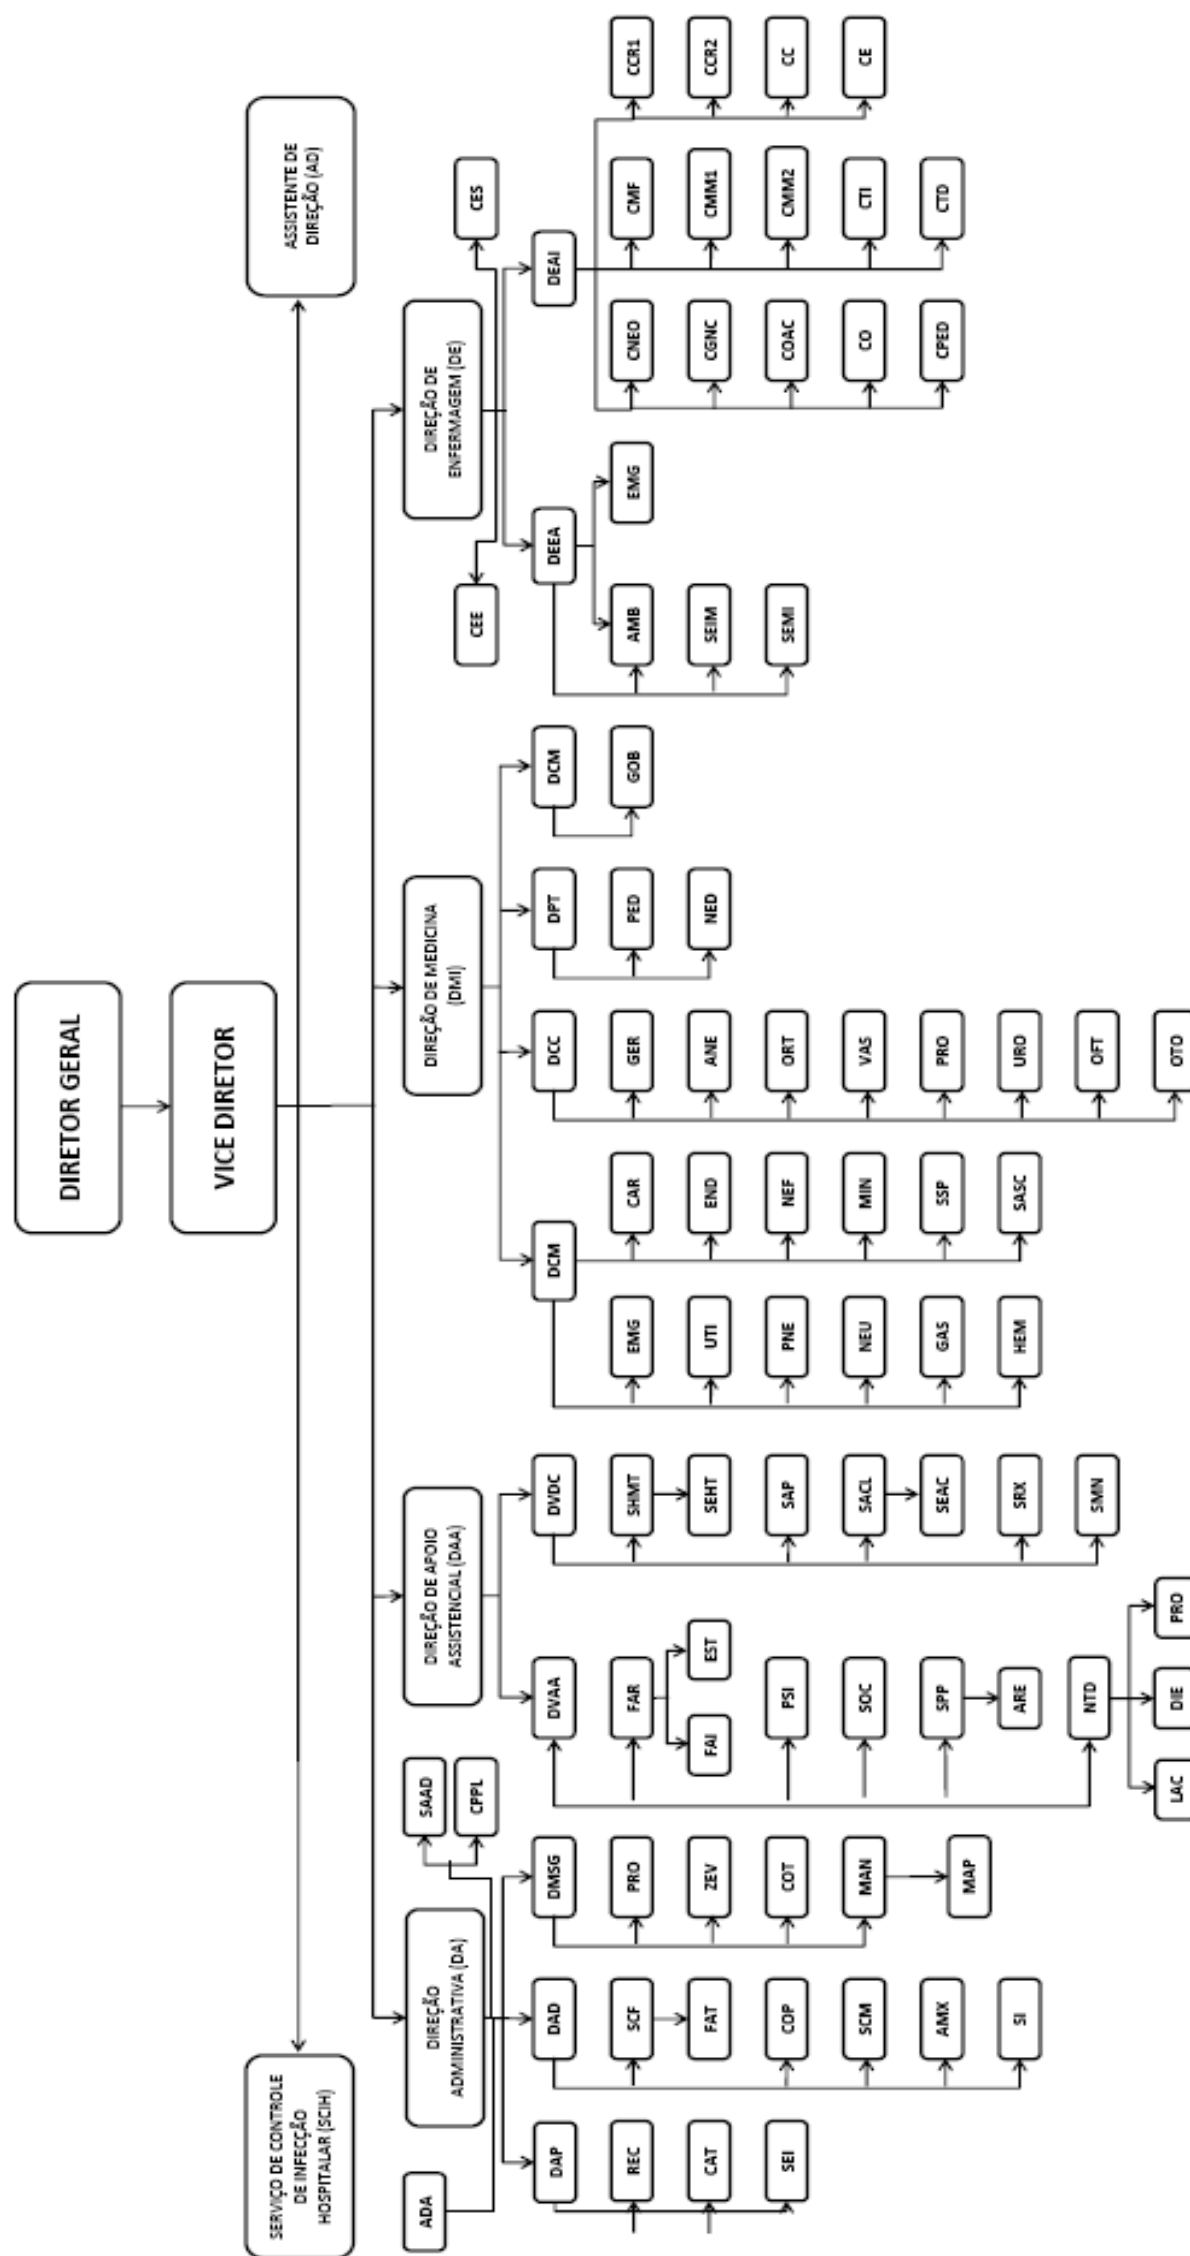 DIRETOR GERAL
VICE DIRETOR
SERVIÇO DE CONTROLE
DE INFECÇÃO
HOSPITALAR (SCIH)
ASSISTENTE DE
DIREÇÃO (AD)
ADA
DIREÇÃO
ADMINISTRATIVA (DA)
SAAD
CPPL
DIREÇÃO DE APOIO
ASSISTENCIAL (DAA)
DIREÇÃO DE MEDICINA
(DMI)
DIREÇÃO DE
ENFERMAGEM (DE)
CEE
CES
DAP
REC
CAT
SEI
DAD
SCF
FAT
COP
SCM
AMX
SI
DMSG
PRO
ZEV
COT
MAN
MAP
DVAA
FAR
FAI
EST
PSI
SOC
SPP
ARE
NTD
LAC
DIE
PRO
DVDC
SHMT
SEHT
SAP
SACL
SEAC
SRX
SMN
DCM
EMG
UTI
PNE
NEU
GAS
HEM
CAR
END
NEF
MIN
SSP
SASC
DCC
GER
ANE
ORT
VAS
PRO
URO
OFT
OTO
DPT
PED
NED
DCM
GOB
DEEA
AMB
SEIM
SEMI
EMG
DEAI
CNEO
CGNC
COAC
CO
CPED
CMF
CMM1
CMM2
CTI
CTD
CCR1
CCR2
CC
CE